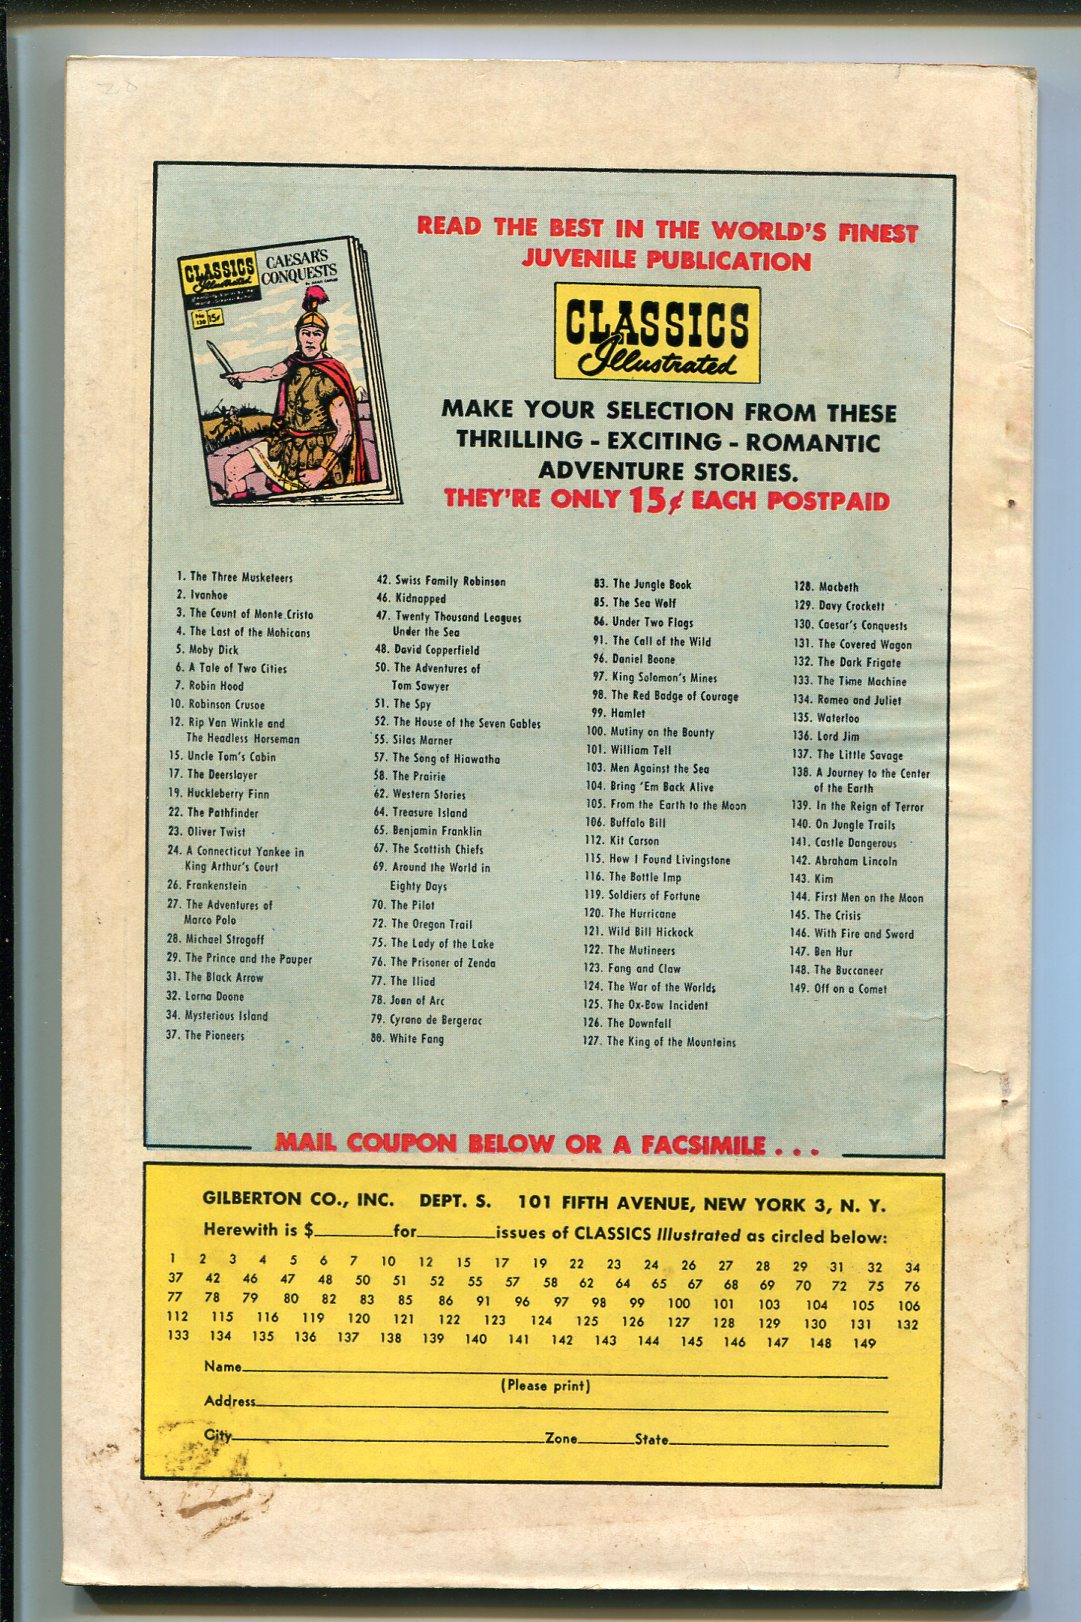 READ THE BEST IN THE WORLD'S FINEST
JUVENILE PUBLICATION
CLASSICS
Illustrated
MAKE YOUR SELECTION FROM THESE
THRILLING - EXCITING - ROMANTIC
ADVENTURE STORIES.
THEY'RE ONLY 15¢ EACH POSTPAID
CLASSICS
Illustrated
CAESAR'S
CONQUESTS
No 130
15¢
1. The Three Musketeers
2. Ivanhoe
3. The Count of Monte Cristo
4. The Last of the Mohicans
5. Moby Dick
6. A Tale of Two Cities
7. Robin Hood
10. Robinson Crusoe
12. Rip Van Winkle and
The Headless Horseman
15. Uncle Tom's Cabin
17. The Deerslayer
19. Huckleberry Finn
22. The Pathfinder
23. Oliver Twist
24. A Connecticut Yankee in
King Arthur's Court
26. Frankenstein
27. The Adventures of
Marco Polo
28. Michael Strogoff
29. The Prince and the Pauper
31. The Black Arrow
32. Lorna Doone
34. Mysterious Island
37. The Pioneers
42. Swiss Family Robinson
46. Kidnapped
47. Twenty Thousand Leagues
Under the Sea
48. David Copperfield
50. The Adventures of
Tom Sawyer
51. The Spy
52. The House of the Seven Gables
55. Silas Marner
57. The Song of Hiawatha
58. The Prairie
62. Western Stories
64. Treasure Island
65. Benjamin Franklin
67. The Scottish Chiefs
69. Around the World in
Eighty Days
70. The Pilot
72. The Oregon Trail
75. The Lady of the Lake
76. The Prisoner of Zenda
77. The Iliad
78. Joan of Arc
79. Cyrano de Bergerac
80. White Fang
83. The Jungle Book
85. The Sea Wolf
86. Under Two Flags
91. The Call of the Wild
96. Daniel Boone
97. King Solomon's Mines
98. The Red Badge of Courage
99. Hamlet
100. Mutiny on the Bounty
101. William Tell
103. Men Against the Sea
104. Bring 'Em Back Alive
105. From the Earth to the Moon
106. Buffalo Bill
112. Kit Carson
115. How I Found Livingstone
116. The Bottle Imp
119. Soldiers of Fortune
120. The Hurricane
121. Wild Bill Hickock
122. The Mutineers
123. Fang and Claw
124. The War of the Worlds
125. The Ox-Bow Incident
126. The Downfall
127. The King of the Mountains
128. Macbeth
129. Davy Crockett
130. Caesar's Conquests
131. The Covered Wagon
132. The Dark Frigate
133. The Time Machine
134. Romeo and Juliet
135. Waterloo
136. Lord Jim
137. The Little Savage
138. A Journey to the Center
of the Earth
139. In the Reign of Terror
140. On Jungle Trails
141. Castle Dangerous
142. Abraham Lincoln
143. Kim
144. First Men on the Moon
145. The Crisis
146. With Fire and Sword
147. Ben Hur
148. The Buccaneer
149. Off on a Comet
MAIL COUPON BELOW OR A FACSIMILE . . .
GILBERTON CO., INC. DEPT. S. 101 FIFTH AVENUE, NEW YORK 3, N. Y.
Herewith is $ for issues of CLASSICS Illustrated as circled below:
1 2 3 4 5 6 7 10 12 15 17 19 22 23 24 26 27 28 29 31 32 34
37 42 46 47 48 50 51 52 55 57 58 62 64 65 67 68 69 70 72 75 76
77 78 79 80 82 83 85 86 91 96 97 98 99 100 101 103 104 105 106
112 115 116 119 120 121 122 123 124 125 126 127 128 129 130 131 132
133 134 135 136 137 138 139 140 141 142 143 144 145 146 147 148 149
Name
(Please print)
Address
City Zone State